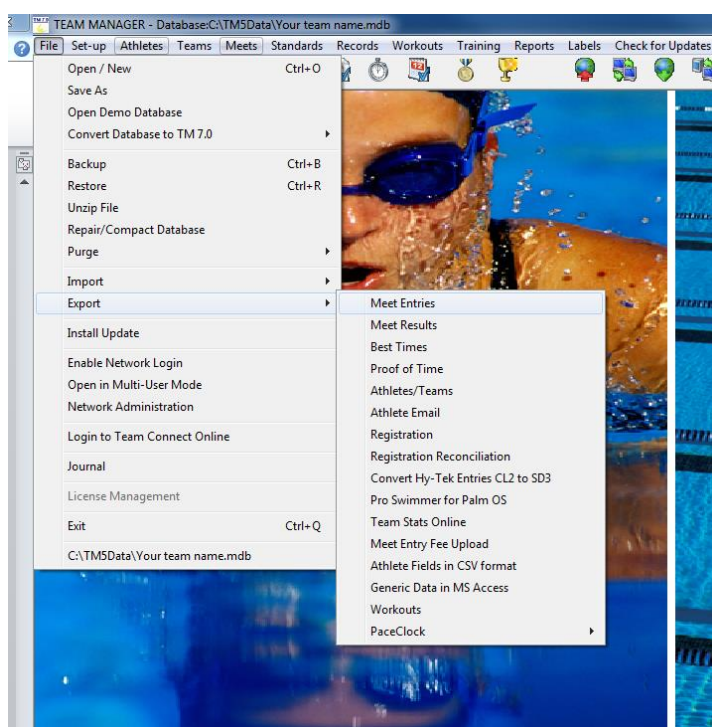 TEAM MANAGER - Database:C:\TM5Data\Your team name.mdb
File Set-up Athletes Teams Meets Standards Records Workouts Training Reports Labels Check for Updates
Open / New Ctrl+O
Save As
Open Demo Database
Convert Database to TM 7.0
Backup Ctrl+B
Restore Ctrl+R
Unzip File
Repair/Compact Database
Purge
Import
Export
Install Update
Enable Network Login
Open in Multi-User Mode
Network Administration
Login to Team Connect Online
Journal
License Management
Exit Ctrl+Q
C:\TM5Data\Your team name.mdb
Meet Entries
Meet Results
Best Times
Proof of Time
Athletes/Teams
Athlete Email
Registration
Registration Reconciliation
Convert Hy-Tek Entries CL2 to SD3
Pro Swimmer for Palm OS
Team Stats Online
Meet Entry Fee Upload
Athlete Fields in CSV format
Generic Data in MS Access
Workouts
PaceClock